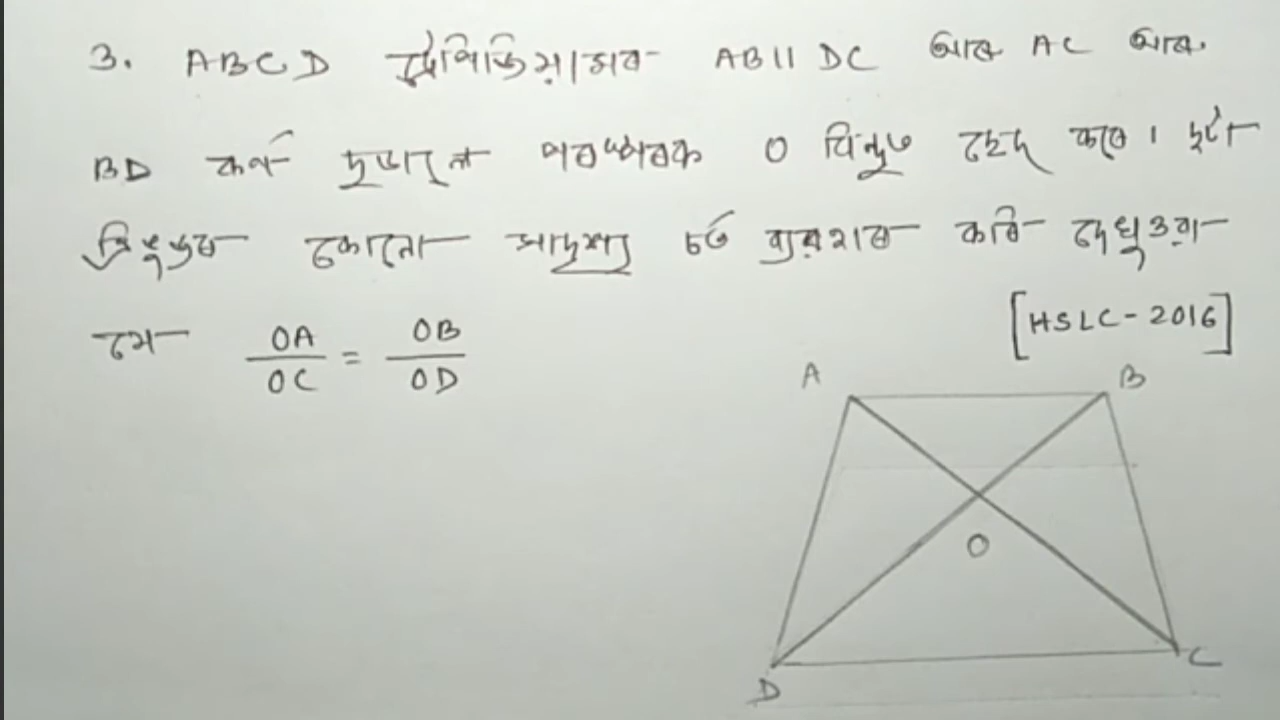 3. ABCD ট্ৰেপিজিয়ামৰ AB || DC আৰু AC আৰু
BD কৰ্ণ দুডালে পৰস্পৰক O বিন্দুত ছেদ কৰে। দুটা
ত্ৰিভুজৰ কোনো সাদৃশ্য চৰ্ত ব্যৱহাৰ কৰি দেখুওৱা
যে OA/OC = OB/OD
[HSLC - 2016]
A B
O
D C